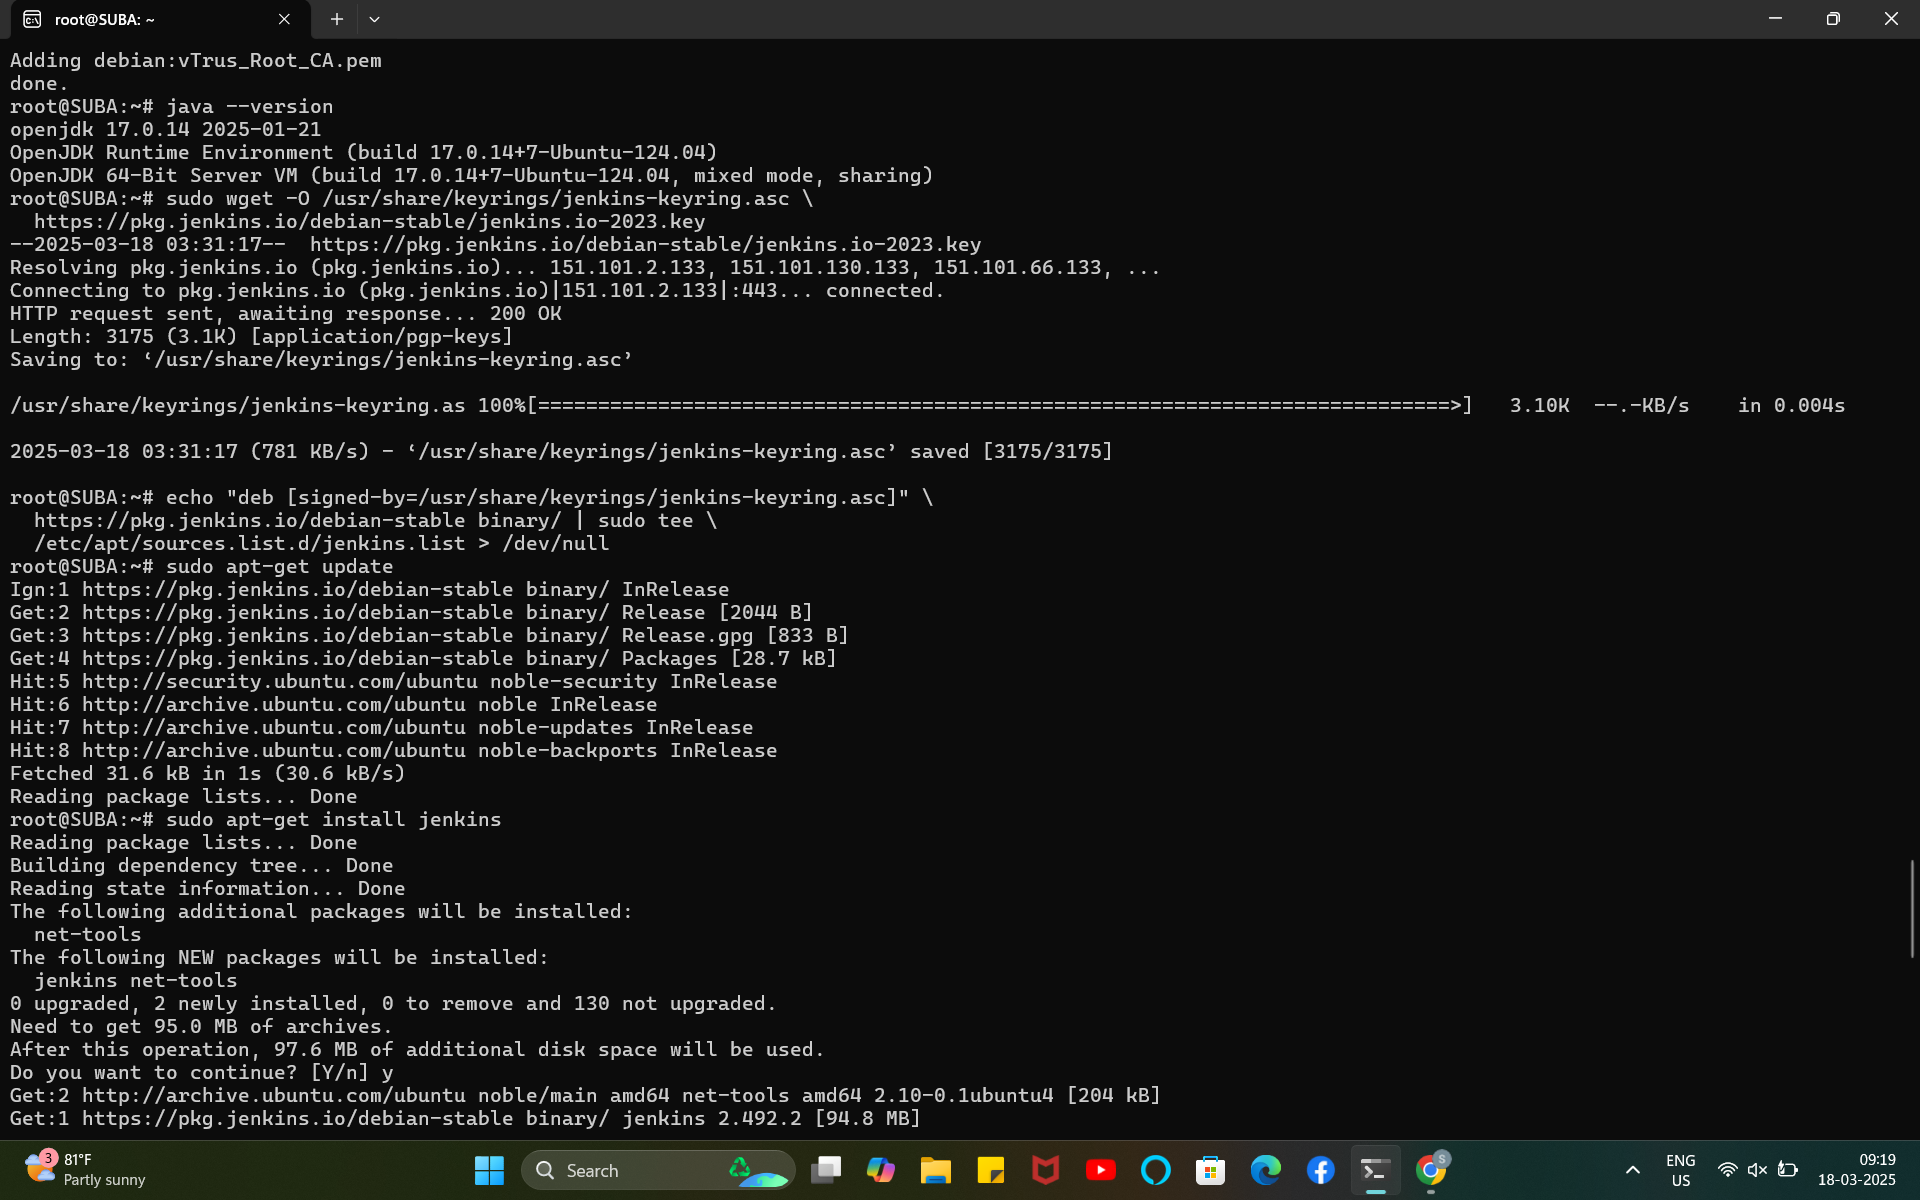 root@SUBA: ~
Adding debian:vTrus_Root_CA.pem
done.
root@SUBA:~# java --version
openjdk 17.0.14 2025-01-21
OpenJDK Runtime Environment (build 17.0.14+7-Ubuntu-124.04)
OpenJDK 64-Bit Server VM (build 17.0.14+7-Ubuntu-124.04, mixed mode, sharing)
root@SUBA:~# sudo wget -O /usr/share/keyrings/jenkins-keyring.asc \
  https://pkg.jenkins.io/debian-stable/jenkins.io-2023.key
--2025-03-18 03:31:17--  https://pkg.jenkins.io/debian-stable/jenkins.io-2023.key
Resolving pkg.jenkins.io (pkg.jenkins.io)... 151.101.2.133, 151.101.130.133, 151.101.66.133, ...
Connecting to pkg.jenkins.io (pkg.jenkins.io)|151.101.2.133|:443... connected.
HTTP request sent, awaiting response... 200 OK
Length: 3175 (3.1K) [application/pgp-keys]
Saving to: ‘/usr/share/keyrings/jenkins-keyring.asc’
/usr/share/keyrings/jenkins-keyring.as 100%[============================================================================>]   3.10K  --.-KB/s    in 0.004s
2025-03-18 03:31:17 (781 KB/s) - ‘/usr/share/keyrings/jenkins-keyring.asc’ saved [3175/3175]
root@SUBA:~# echo "deb [signed-by=/usr/share/keyrings/jenkins-keyring.asc]" \
  https://pkg.jenkins.io/debian-stable binary/ | sudo tee \
  /etc/apt/sources.list.d/jenkins.list > /dev/null
root@SUBA:~# sudo apt-get update
Ign:1 https://pkg.jenkins.io/debian-stable binary/ InRelease
Get:2 https://pkg.jenkins.io/debian-stable binary/ Release [2044 B]
Get:3 https://pkg.jenkins.io/debian-stable binary/ Release.gpg [833 B]
Get:4 https://pkg.jenkins.io/debian-stable binary/ Packages [28.7 kB]
Hit:5 http://security.ubuntu.com/ubuntu noble-security InRelease
Hit:6 http://archive.ubuntu.com/ubuntu noble InRelease
Hit:7 http://archive.ubuntu.com/ubuntu noble-updates InRelease
Hit:8 http://archive.ubuntu.com/ubuntu noble-backports InRelease
Fetched 31.6 kB in 1s (30.6 kB/s)
Reading package lists... Done
root@SUBA:~# sudo apt-get install jenkins
Reading package lists... Done
Building dependency tree... Done
Reading state information... Done
The following additional packages will be installed:
  net-tools
The following NEW packages will be installed:
  jenkins net-tools
0 upgraded, 2 newly installed, 0 to remove and 130 not upgraded.
Need to get 95.0 MB of archives.
After this operation, 97.6 MB of additional disk space will be used.
Do you want to continue? [Y/n] y
Get:2 http://archive.ubuntu.com/ubuntu noble/main amd64 net-tools amd64 2.10-0.1ubuntu4 [204 kB]
Get:1 https://pkg.jenkins.io/debian-stable binary/ jenkins 2.492.2 [94.8 MB]
3
81°F
Partly sunny
Search
S
ENG
US
09:19
18-03-2025